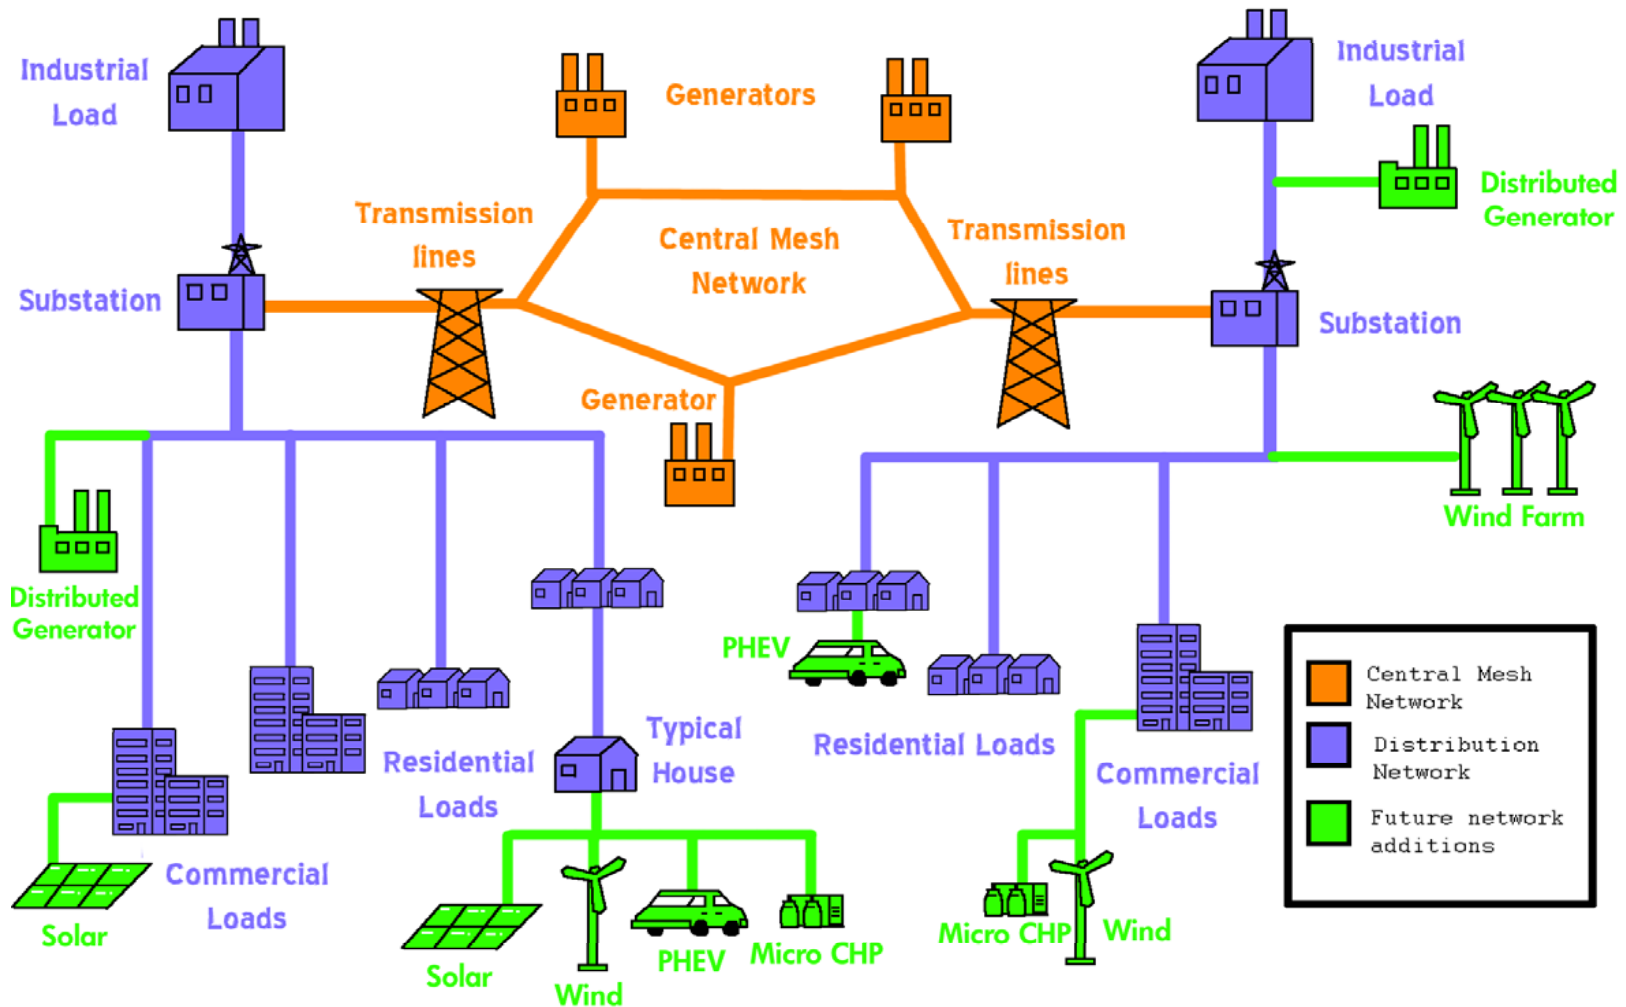 Industrial
Load
Generators
Industrial
Load
Distributed
Generator
Transmission
lines
Central Mesh
Network
Transmission
lines
Substation
Substation
Generator
Wind Farm
Distributed
Generator
PHEV
Typical
House
Residential
Loads
Residential Loads
Commercial
Loads
Commercial
Loads
Solar
Solar
Wind
PHEV
Micro CHP
Micro CHP
Wind
Central Mesh
Network
Distribution
Network
Future network
additions